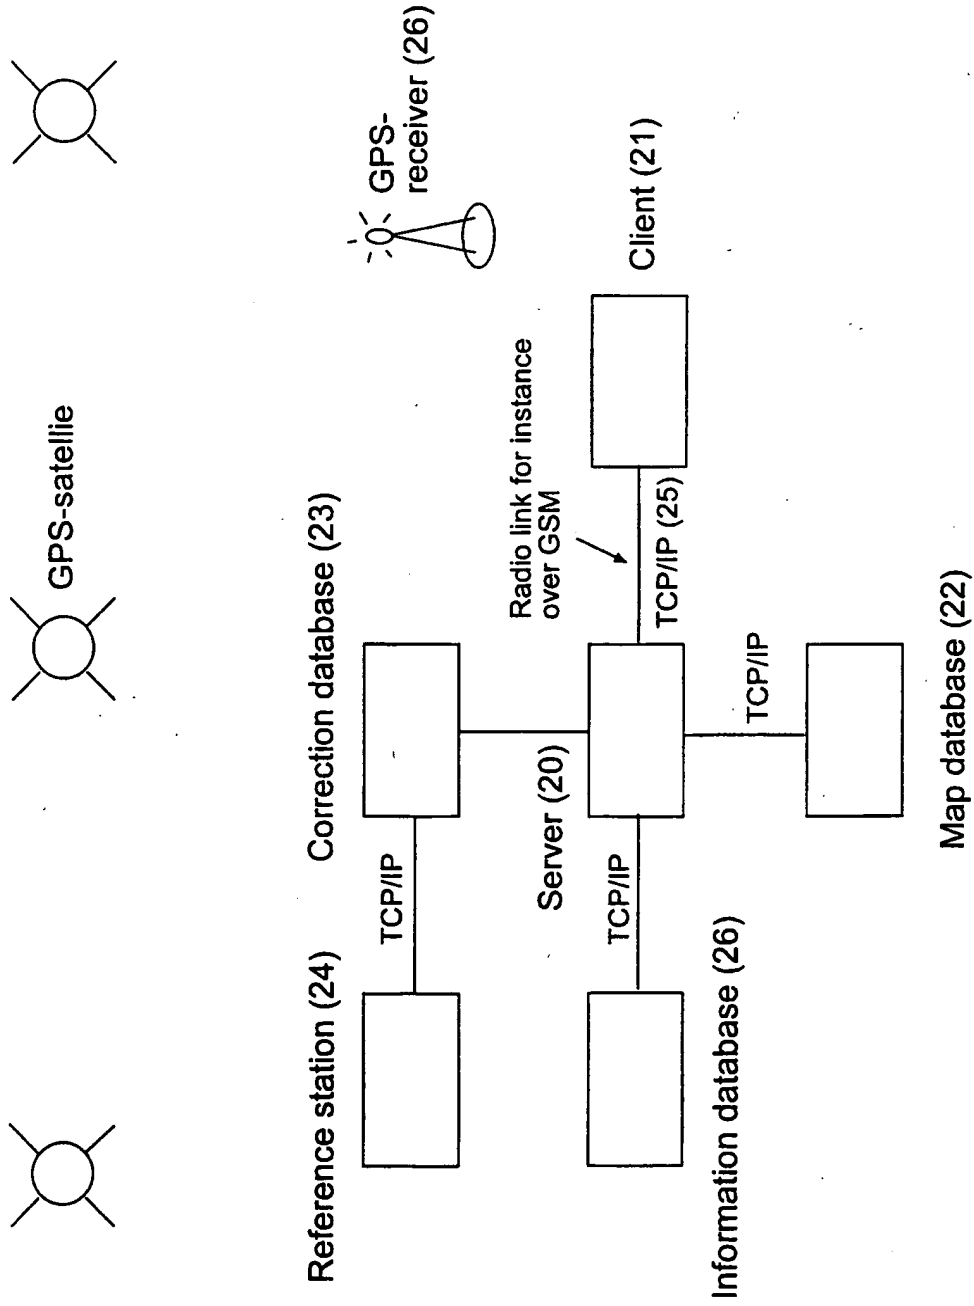 GPS-satellie
GPS-
receiver (26)
Reference station (24)
Correction database (23)
TCP/IP
Radio link for instance
over GSM
Server (20)
Client (21)
TCP/IP
TCP/IP (25)
Information database (26)
TCP/IP
Map database (22)